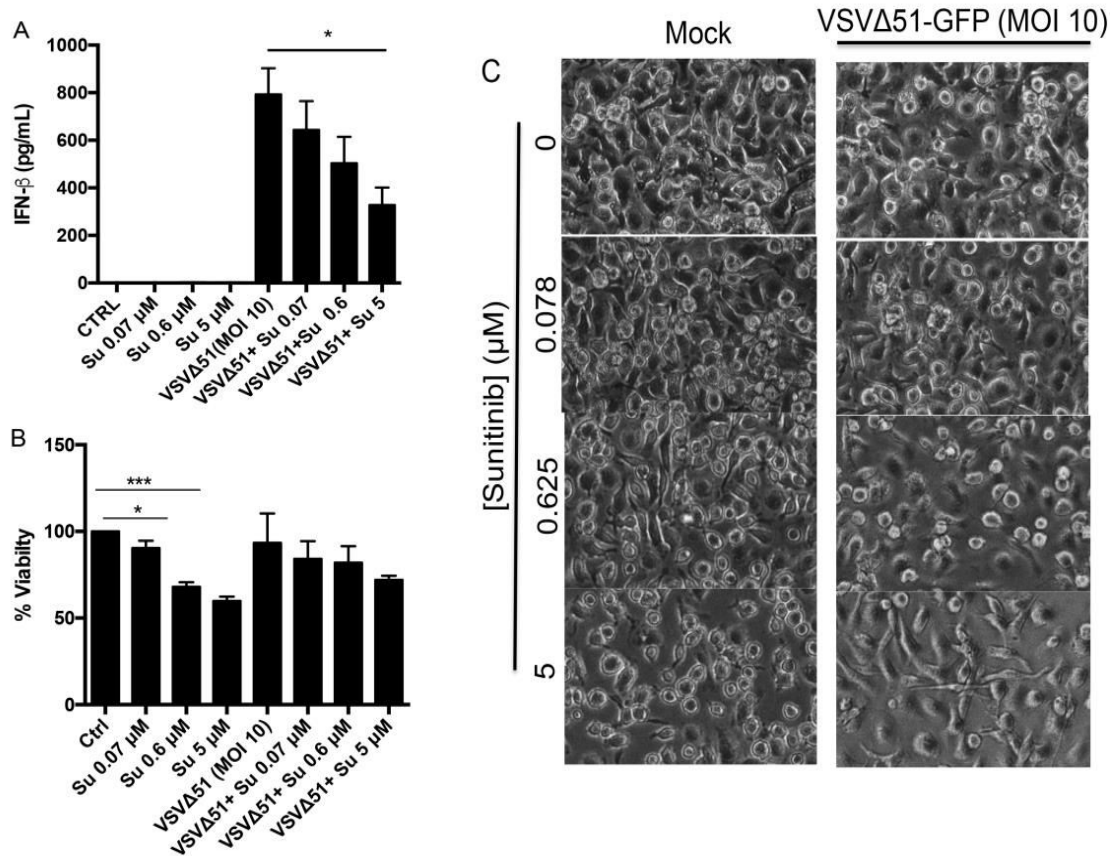 A
IFN-β (pg/mL)
1000
800
600
400
200
0
*
CTRL
Su 0.07 µM
Su 0.6 µM
Su 5 µM
VSVΔ51(MOI 10)
VSVΔ51+ Su 0.07
VSVΔ51+Su 0.6
VSVΔ51+ Su 5
B
% Viabilty
150
100
50
0
***
*
Ctrl
Su 0.07 µM
Su 0.6 µM
Su 5 µM
VSVΔ51 (MOI 10)
VSVΔ51+ Su 0.07 µM
VSVΔ51+ Su 0.6 µM
VSVΔ51+ Su 5 µM
C
Mock
VSVΔ51-GFP (MOI 10)
[Sunitinib] (µM)
0
0.078
0.625
5